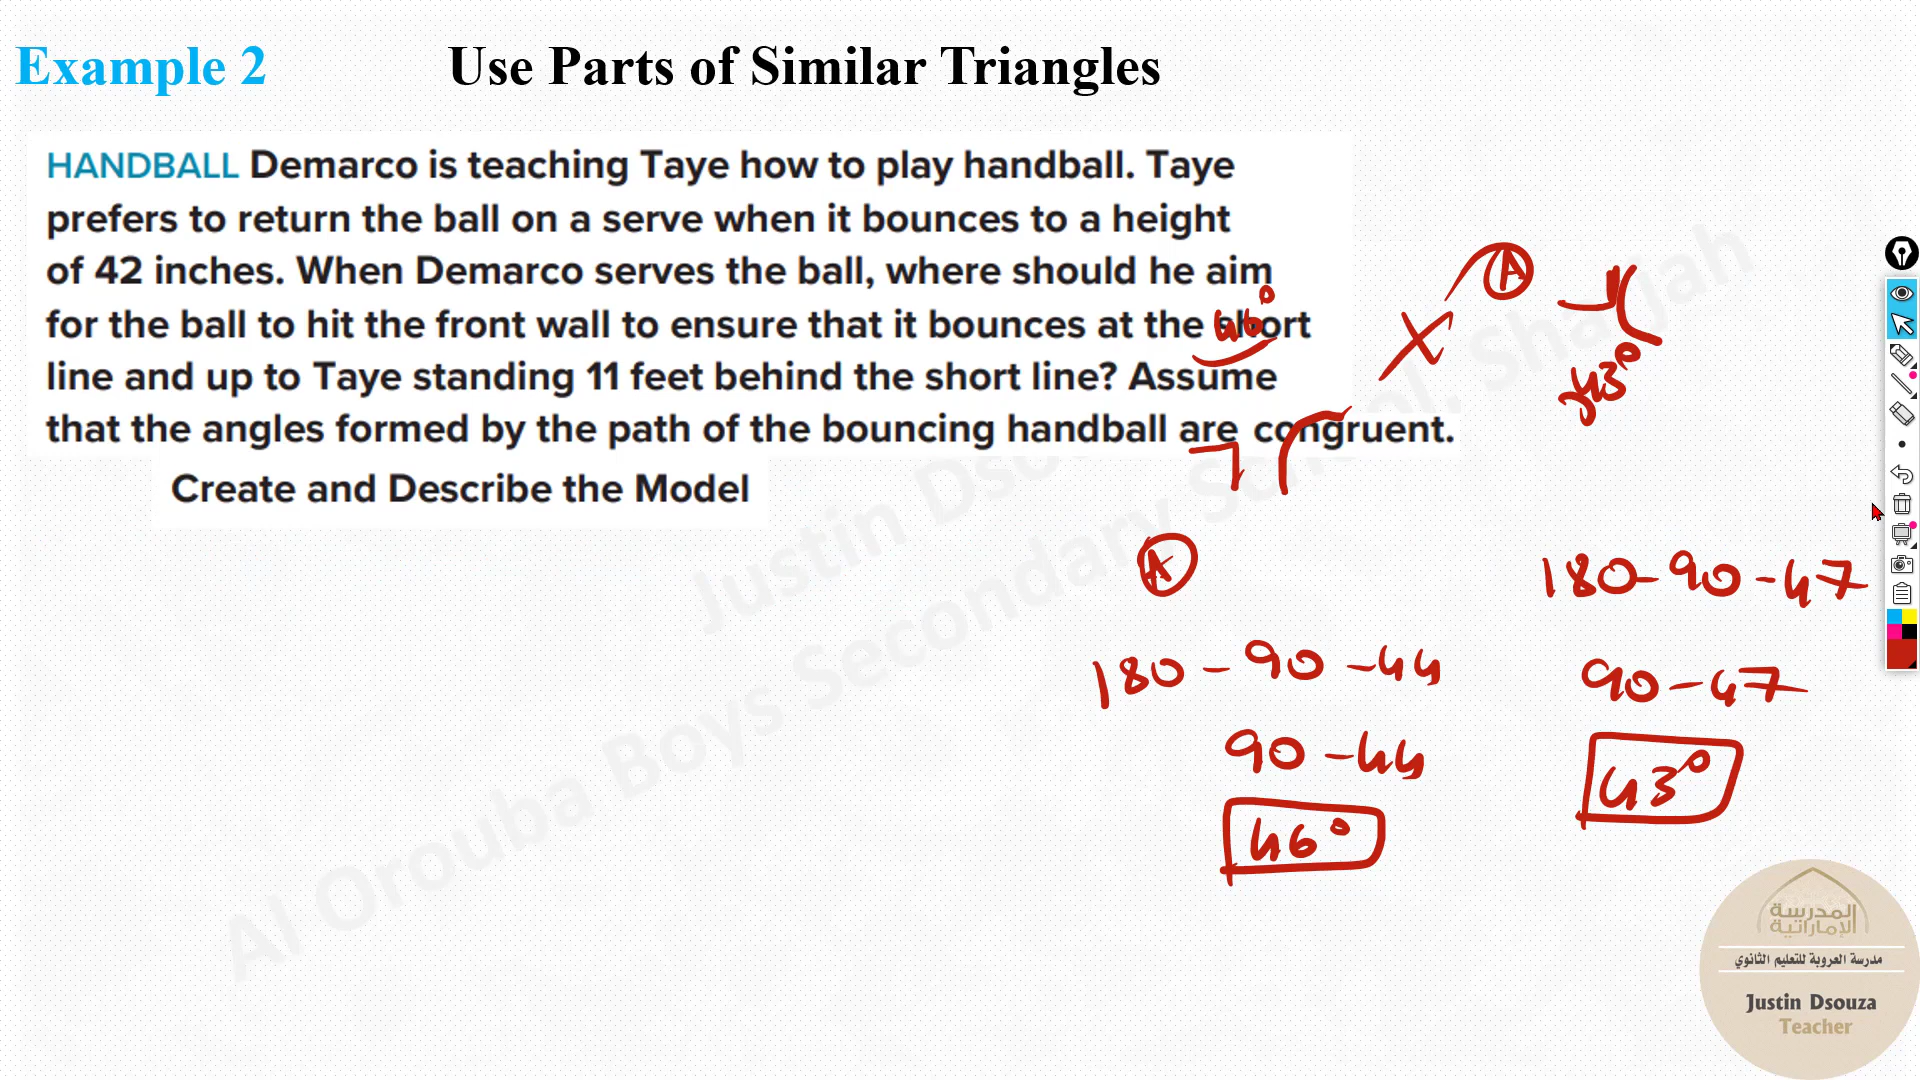 Example 2 Use Parts of Similar Triangles
HANDBALL Demarco is teaching Taye how to play handball. Taye
prefers to return the ball on a serve when it bounces to a height
of 42 inches. When Demarco serves the ball, where should he aim
for the ball to hit the front wall to ensure that it bounces at the short
line and up to Taye standing 11 feet behind the short line? Assume
that the angles formed by the path of the bouncing handball are congruent.
Create and Describe the Model
A
46°
43°
A
180-90-47
180-90-44
90-47
90-44
43°
46°
Justin Dsouza
Al Orouba Boys Secondary School, Sharjah
المدرسة
الإماراتية
مدرسة العروبة للتعليم الثانوي
Justin Dsouza
Teacher